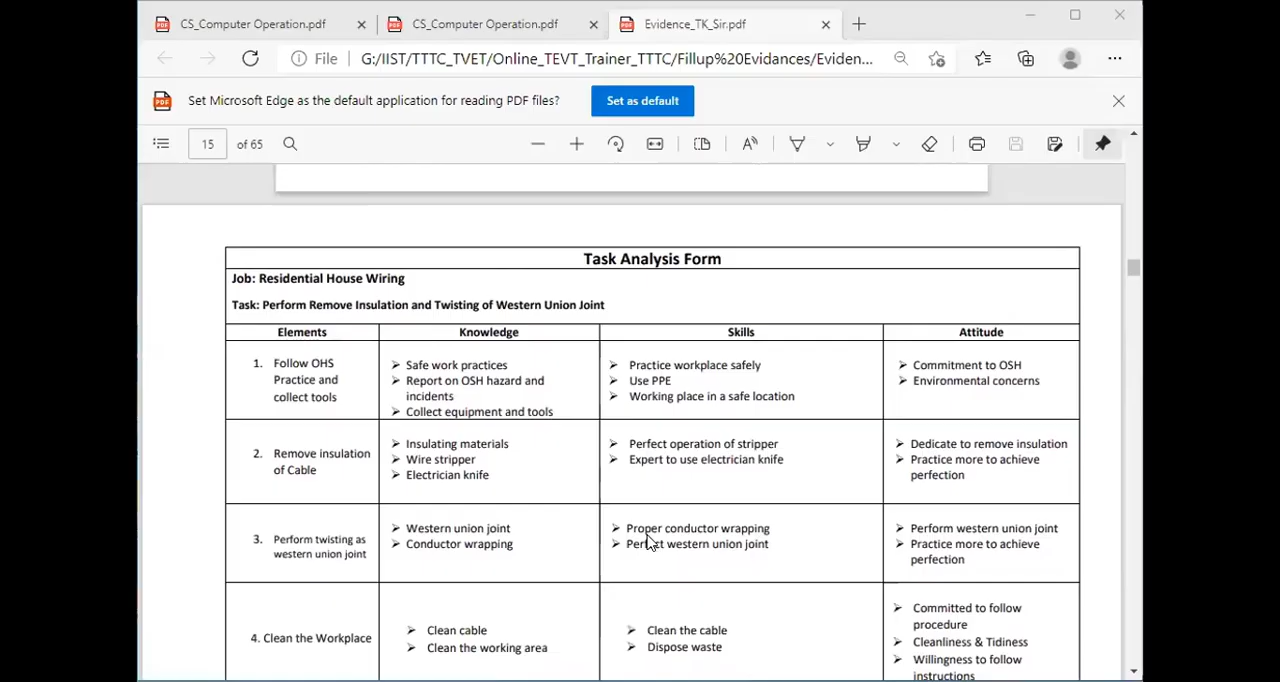 CS_Computer Operation.pdf
CS_Computer Operation.pdf
Evidence_TK_Sir.pdf
File
G:/IIST/TTTC_TVET/Online_TEVT_Trainer_TTTC/Fillup%20Evidances/Eviden...
Set Microsoft Edge as the default application for reading PDF files?
Set as default
15 of 65
Task Analysis Form
Job: Residential House Wiring
Task: Perform Remove Insulation and Twisting of Western Union Joint
Elements
Knowledge
Skills
Attitude
1. Follow OHS
Practice and
collect tools
➢ Safe work practices
➢ Report on OSH hazard and
incidents
➢ Collect equipment and tools
➢ Practice workplace safely
➢ Use PPE
➢ Working place in a safe location
➢ Commitment to OSH
➢ Environmental concerns
2. Remove insulation
of Cable
➢ Insulating materials
➢ Wire stripper
➢ Electrician knife
➢ Perfect operation of stripper
➢ Expert to use electrician knife
➢ Dedicate to remove insulation
➢ Practice more to achieve
perfection
3. Perform twisting as
western union joint
➢ Western union joint
➢ Conductor wrapping
➢ Proper conductor wrapping
➢ Perfect western union joint
➢ Perform western union joint
➢ Practice more to achieve
perfection
4. Clean the Workplace
➢ Clean cable
➢ Clean the working area
➢ Clean the cable
➢ Dispose waste
➢ Committed to follow
procedure
➢ Cleanliness & Tidiness
➢ Willingness to follow
instructions